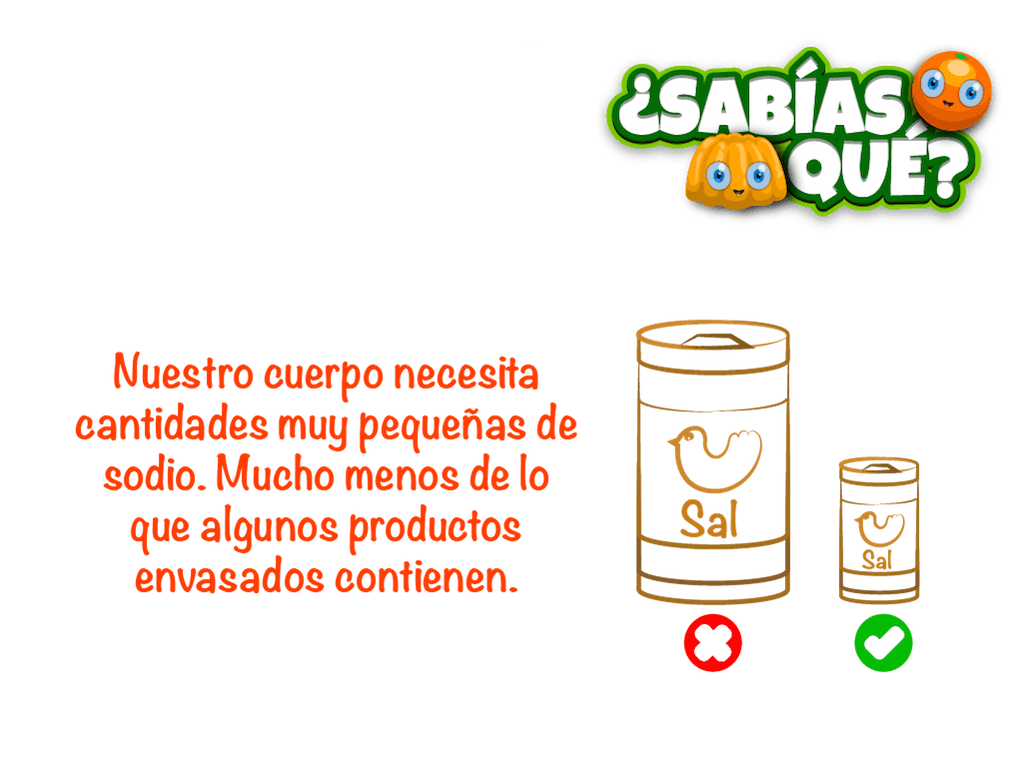 ¿SABÍAS
QUÉ?
Nuestro cuerpo necesita
cantidades muy pequeñas de
sodio. Mucho menos de lo
que algunos productos
envasados contienen.
Sal
Sal